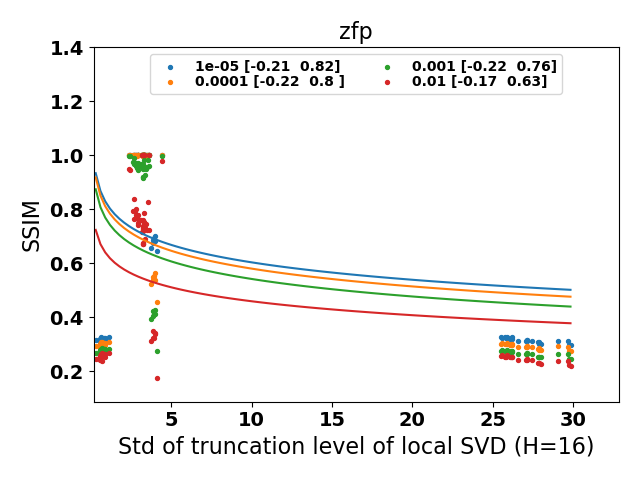 zfp
1e-05 [-0.21  0.82]
0.0001 [-0.22  0.8 ]
0.001 [-0.22  0.76]
0.01 [-0.17  0.63]
SSIM
1.4
1.2
1.0
0.8
0.6
0.4
0.2
5 10 15 20 25 30
Std of truncation level of local SVD (H=16)